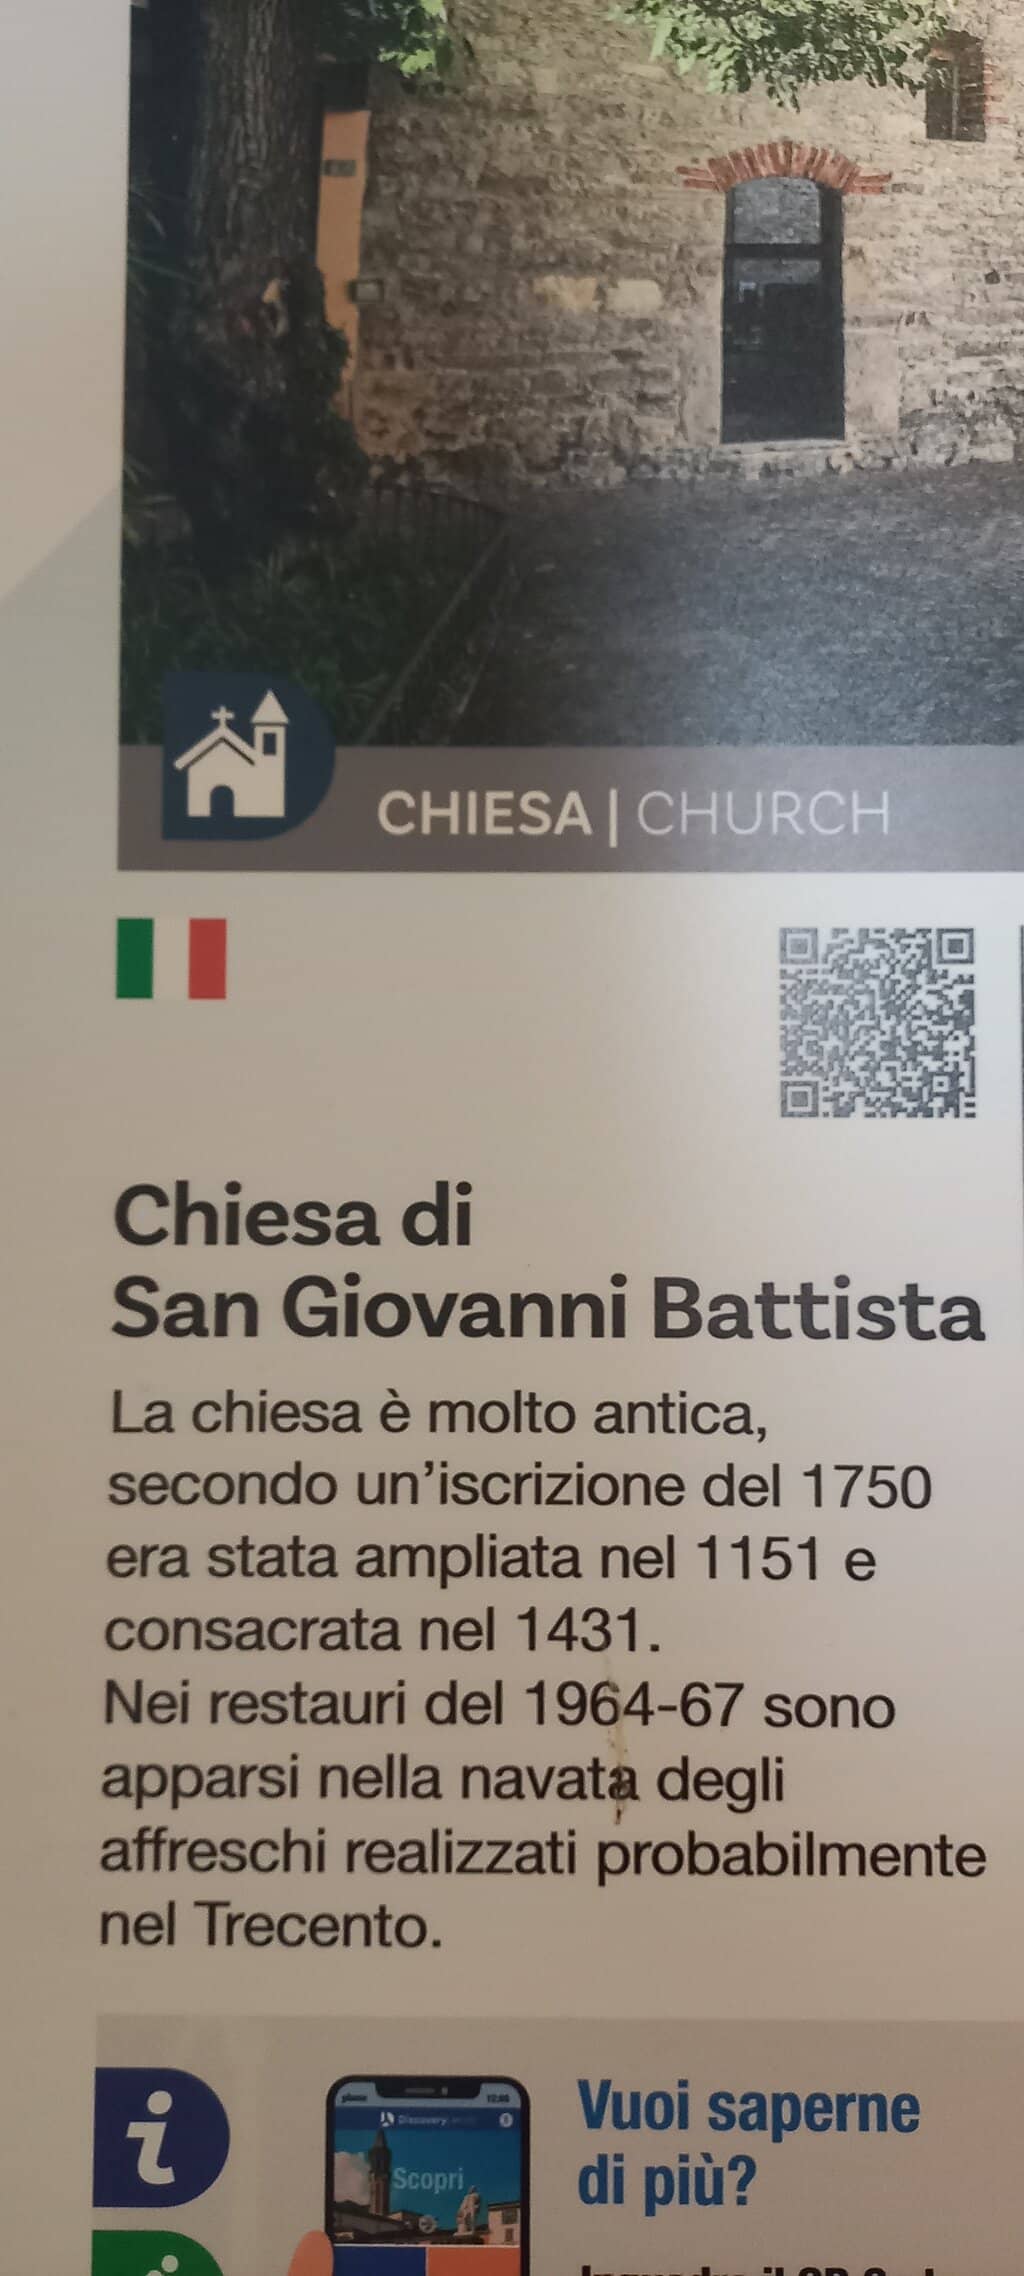 CHIESA | CHURCH
Chiesa di
San Giovanni Battista
La chiesa è molto antica,
secondo un'iscrizione del 1750
era stata ampliata nel 1151 e
consacrata nel 1431.
Nei restauri del 1964-67 sono
apparsi nella navata degli
affreschi realizzati probabilmente
nel Trecento.
i
Discovery
Scopri
Vuoi saperne
di più?